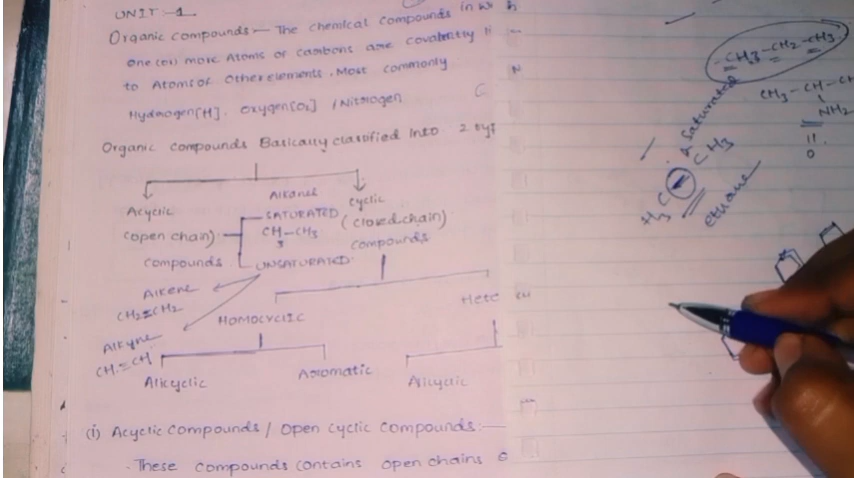 UNIT:-1
Organic compounds:- The chemical compounds in w
one (or) more Atoms of carbons are covalently li
to Atoms of Other elements. Most commonly
Hydrogen[H]. Oxygen[O2] / Nitrogen
Organic compounds Basically classified into 2 typ
Alkanes
Acyclic
(open chain)
compounds
SATURATED
CH3-CH3
UNSATURATED
cyclic
(closed chain)
compounds
Alkene
CH2=CH2
Alkyne
CH≡CH
HOMOCYCLIC
Hete
Alicyclic
Aromatic
Alicyclic
(i) Acyclic compounds / Open cyclic compounds:-
These compounds contains open chains
-CH3-CH2-CH3.
CH3-CH-CH
NH2
O
Saturated
H3C
CH3
ethane